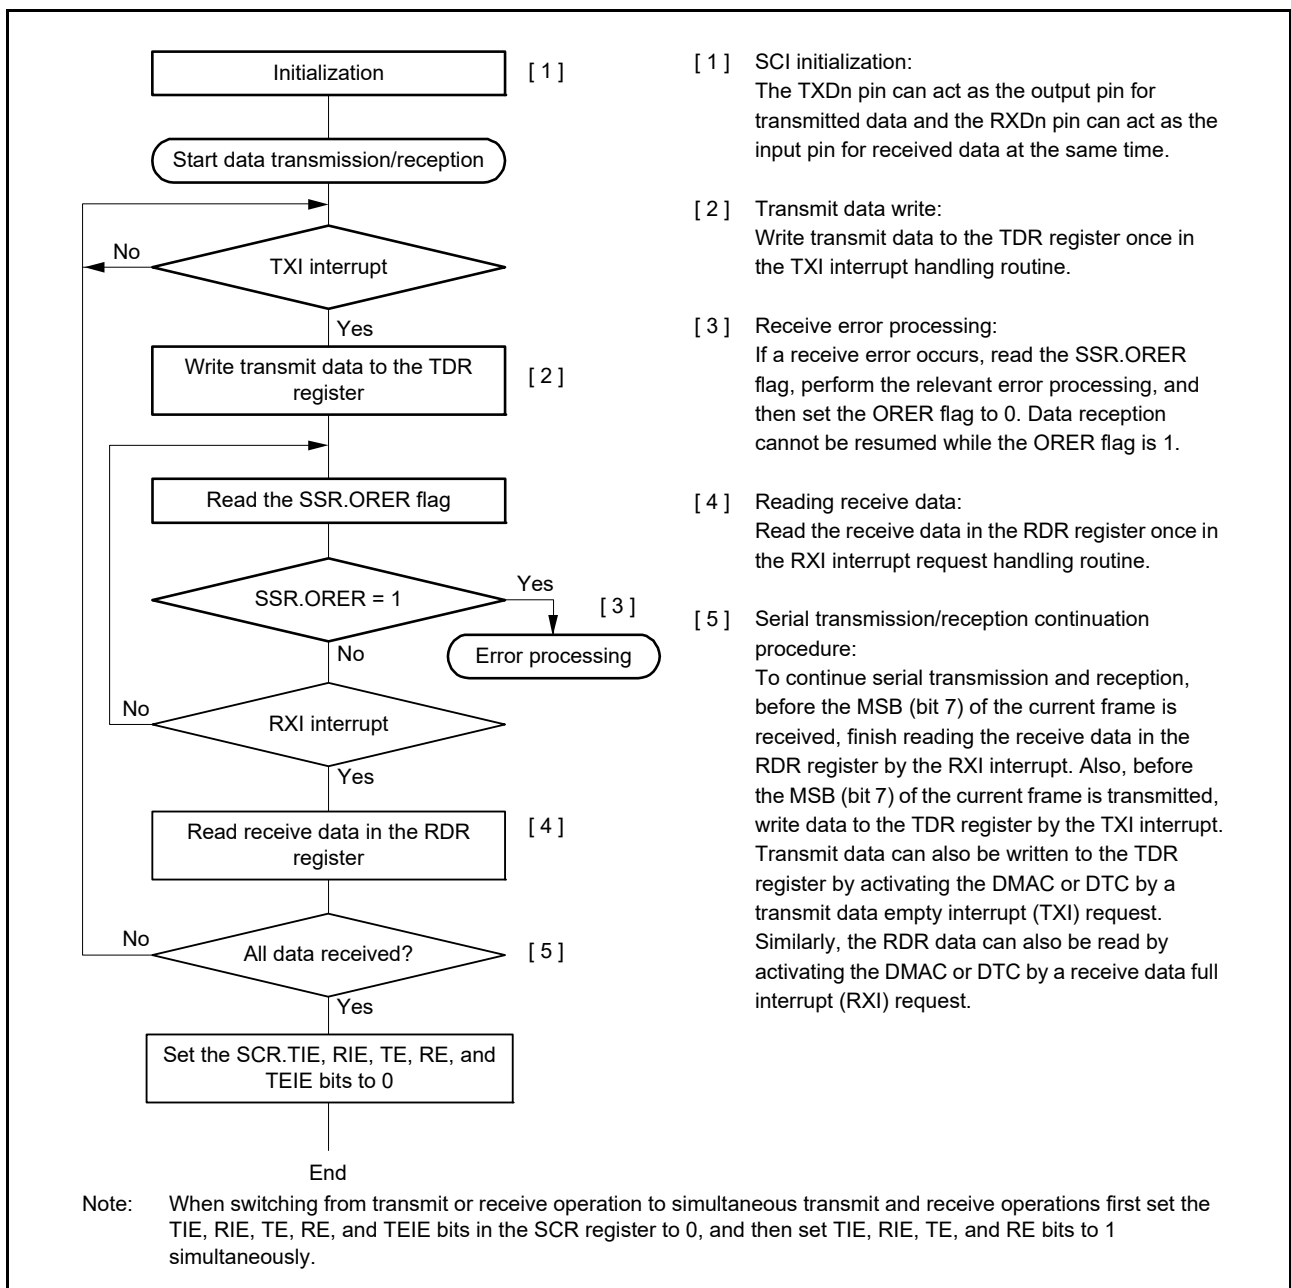 Initialization
[ 1 ]
Start data transmission/reception
No
TXI interrupt
Yes
Write transmit data to the TDR
register
[ 2 ]
Read the SSR.ORER flag
SSR.ORER = 1
Yes
[ 3 ]
Error processing
No
No
RXI interrupt
Yes
Read receive data in the RDR
register
[ 4 ]
No
All data received?
[ 5 ]
Yes
Set the SCR.TIE, RIE, TE, RE, and
TEIE bits to 0
End
[ 1 ] SCI initialization:
The TXDn pin can act as the output pin for
transmitted data and the RXDn pin can act as the
input pin for received data at the same time.
[ 2 ] Transmit data write:
Write transmit data to the TDR register once in
the TXI interrupt handling routine.
[ 3 ] Receive error processing:
If a receive error occurs, read the SSR.ORER
flag, perform the relevant error processing, and
then set the ORER flag to 0. Data reception
cannot be resumed while the ORER flag is 1.
[ 4 ] Reading receive data:
Read the receive data in the RDR register once in
the RXI interrupt request handling routine.
[ 5 ] Serial transmission/reception continuation
procedure:
To continue serial transmission and reception,
before the MSB (bit 7) of the current frame is
received, finish reading the receive data in the
RDR register by the RXI interrupt. Also, before
the MSB (bit 7) of the current frame is transmitted,
write data to the TDR register by the TXI interrupt.
Transmit data can also be written to the TDR
register by activating the DMAC or DTC by a
transmit data empty interrupt (TXI) request.
Similarly, the RDR data can also be read by
activating the DMAC or DTC by a receive data full
interrupt (RXI) request.
Note: When switching from transmit or receive operation to simultaneous transmit and receive operations first set the
TIE, RIE, TE, RE, and TEIE bits in the SCR register to 0, and then set TIE, RIE, TE, and RE bits to 1
simultaneously.